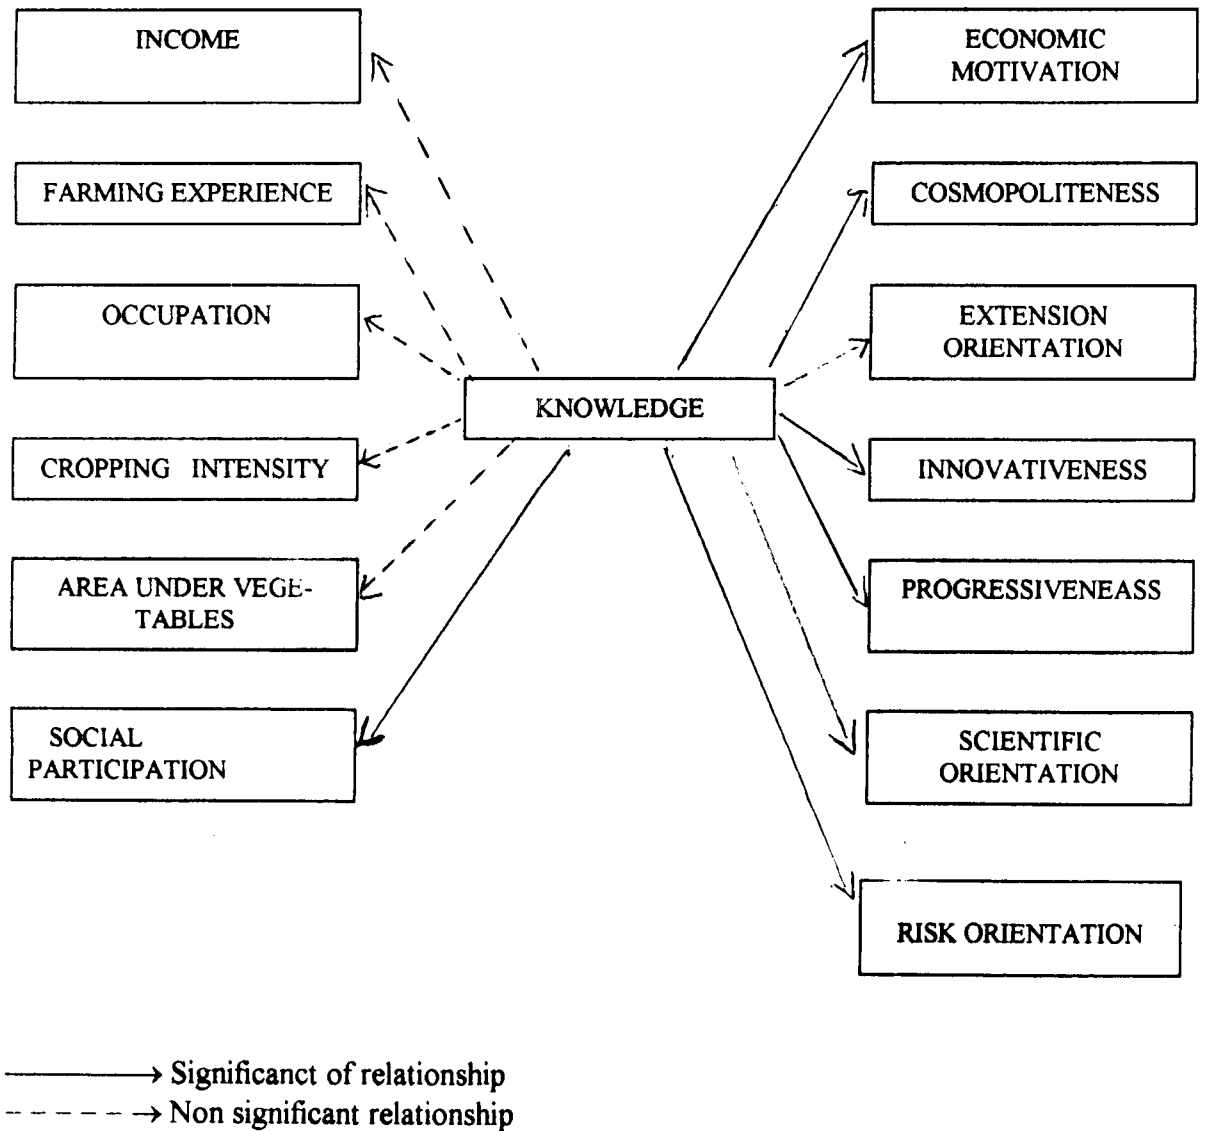 INCOME
FARMING EXPERIENCE
OCCUPATION
CROPPING INTENSITY
AREA UNDER VEGE-
TABLES
SOCIAL
PARTICIPATION
KNOWLEDGE
ECONOMIC
MOTIVATION
COSMOPOLITENESS
EXTENSION
ORIENTATION
INNOVATIVENESS
PROGRESSIVENEASS
SCIENTIFIC
ORIENTATION
RISK ORIENTATION
Significanct of relationship
Non significant relationship